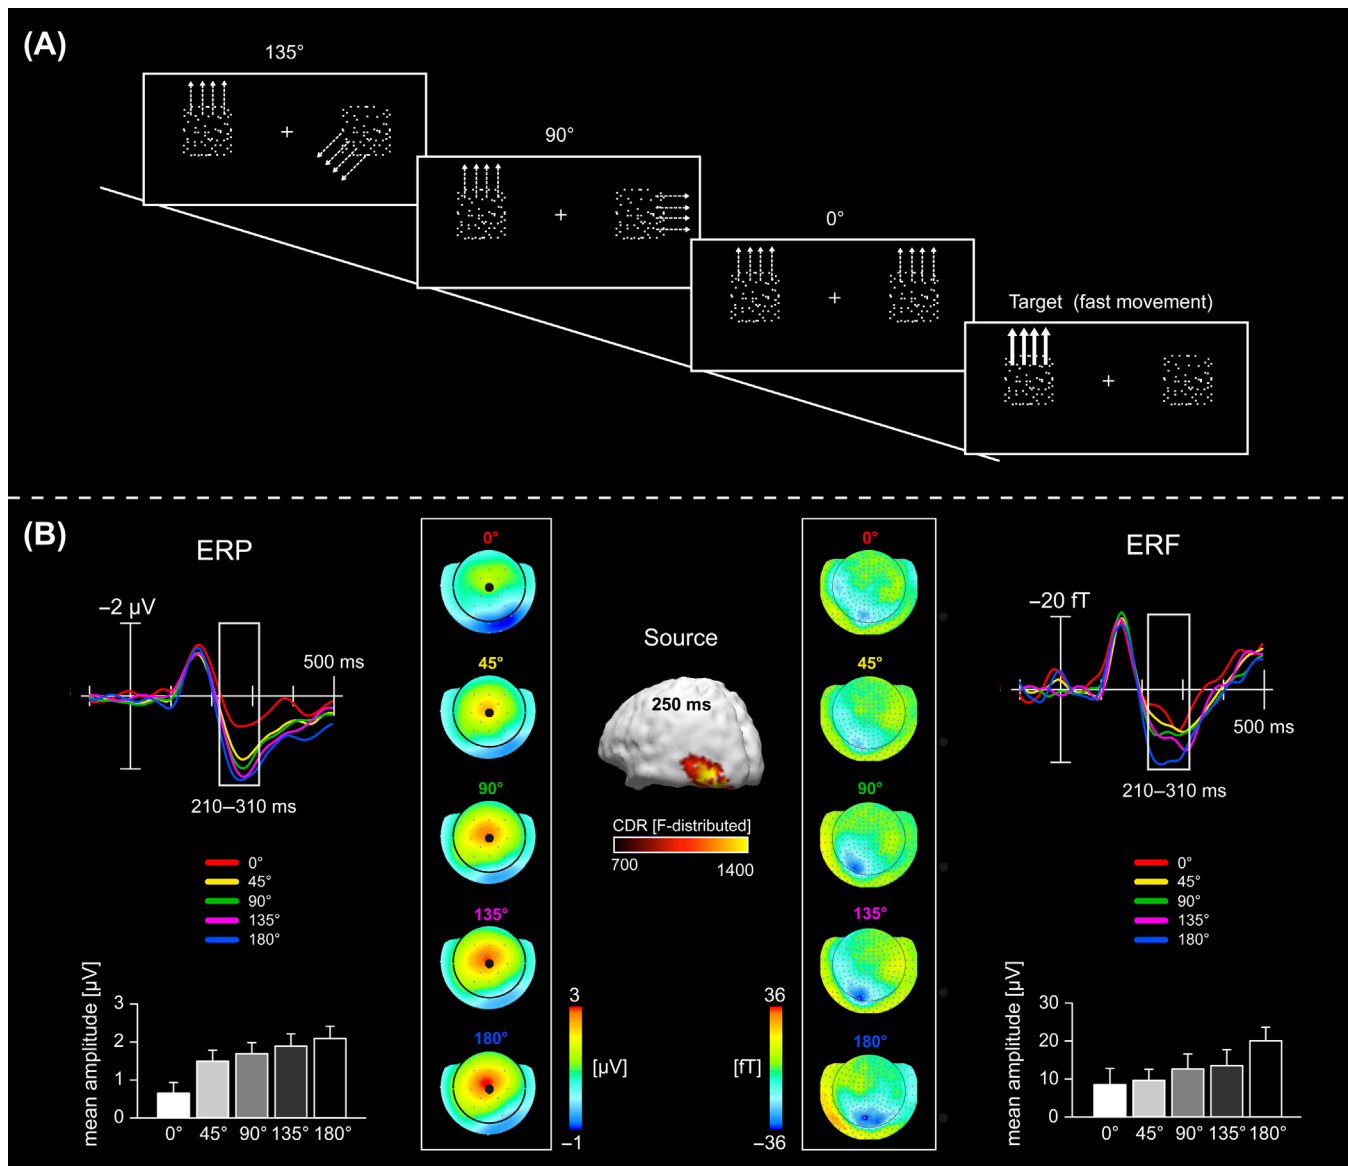 (A)
135°
90°
0°
Target (fast movement)
(B)
ERP
−2 µV
500 ms
210–310 ms
0°
45°
90°
135°
180°
mean amplitude [µV]
3
2
1
0
0° 45° 90° 135° 180°
0°
45°
90°
135°
180°
3
[µV]
−1
Source
250 ms
CDR [F-distributed]
700 1400
0°
45°
90°
135°
180°
36
[fT]
−36
ERF
−20 fT
500 ms
210–310 ms
0°
45°
90°
135°
180°
mean amplitude [µV]
30
20
10
0
0° 45° 90° 135° 180°